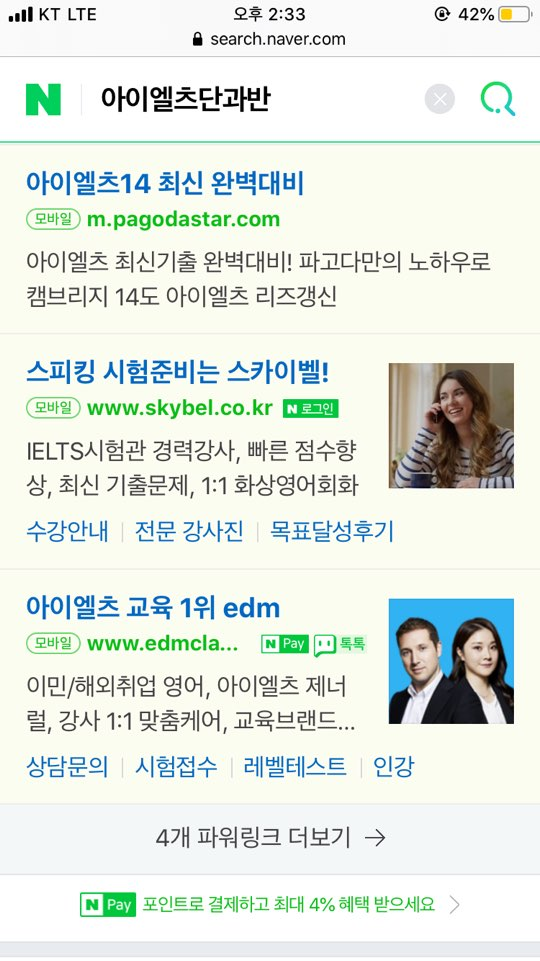 KT LTE 오후 2:33 42%
search.naver.com
N 아이엘츠단과반
아이엘츠14 최신 완벽대비
모바일 m.pagodastar.com
아이엘츠 최신기출 완벽대비! 파고다만의 노하우로
캠브리지 14도 아이엘츠 리즈갱신
스피킹 시험준비는 스카이벨!
모바일 www.skybel.co.kr N 로그인
IELTS시험관 경력강사, 빠른 점수향
상, 최신 기출문제, 1:1 화상영어회화
수강안내 전문 강사진 목표달성후기
아이엘츠 교육 1위 edm
모바일 www.edmcla... N Pay 톡톡
이민/해외취업 영어, 아이엘츠 제너
럴, 강사 1:1 맞춤케어, 교육브랜드...
상담문의 시험접수 레벨테스트 인강
4개 파워링크 더보기 →
N Pay 포인트로 결제하고 최대 4% 혜택 받으세요